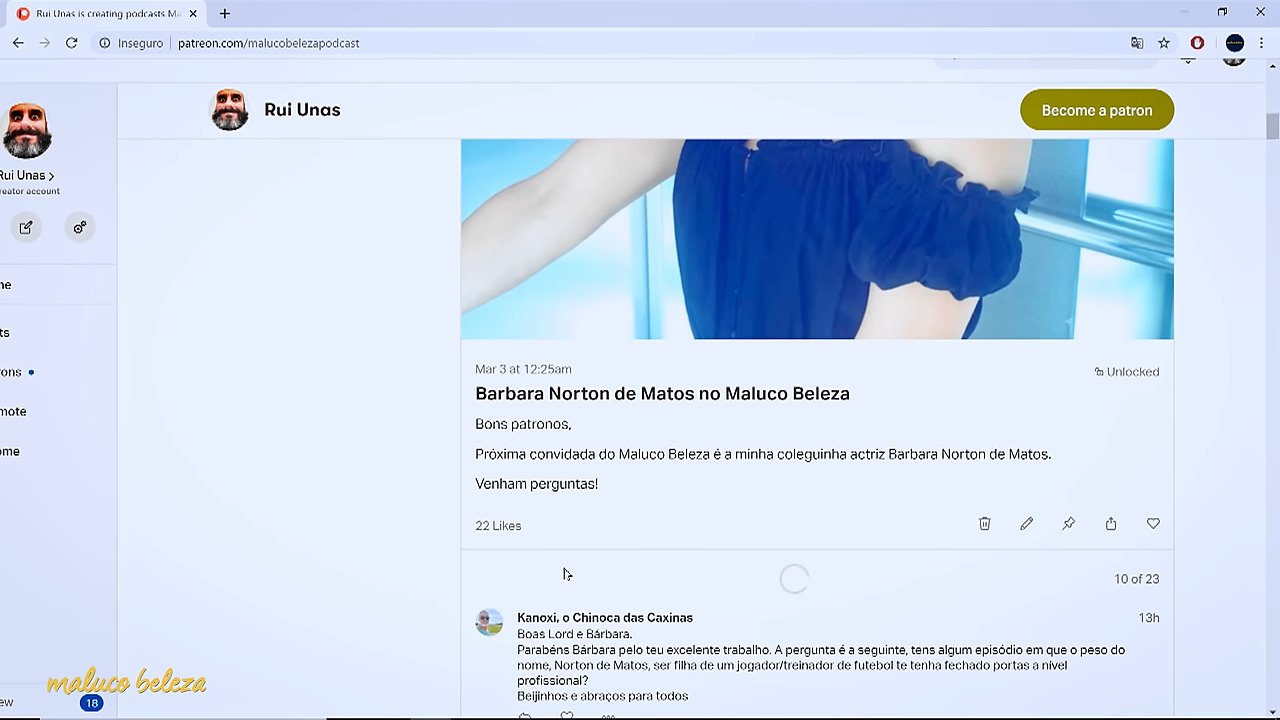 Rui Unas is creating podcasts Ma
Inseguro
patreon.com/malucobelezapodcast
Rui Unas
Become a patron
Rui Unas >
reator account
me
ts
ons
mote
ome
Mar 3 at 12:25am
Unlocked
Barbara Norton de Matos no Maluco Beleza
Bons patronos,
Próxima convidada do Maluco Beleza é a minha coleguinha actriz Barbara Norton de Matos.
Venham perguntas!
22 Likes
10 of 23
Kanoxi, o Chinoca das Caxinas
13h
Boas Lord e Bárbara.
Parabéns Bárbara pelo teu excelente trabalho. A pergunta é a seguinte, tens algum episódio em que o peso do
nome, Norton de Matos, ser filha de um jogador/treinador de futebol te tenha fechado portas a nível
profissional?
Beijinhos e abraços para todos
maluco beleza
ew
18